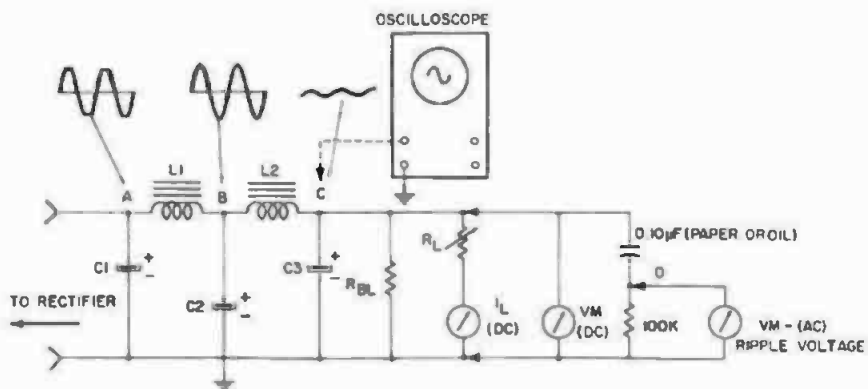 OSCILLOSCOPE
L1
L2
A
B
C
C1
+
-
C2
+
-
C3
+
-
RBL
RL
IL
(DC)
VM
(DC)
0.10µF (PAPER OR OIL)
D
100K
VM-(AC)
RIPPLE VOLTAGE
TO RECTIFIER